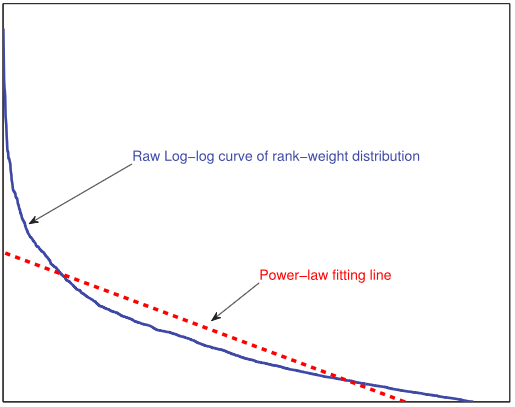 Raw Log−log curve of rank−weight distribution
Power−law fitting line